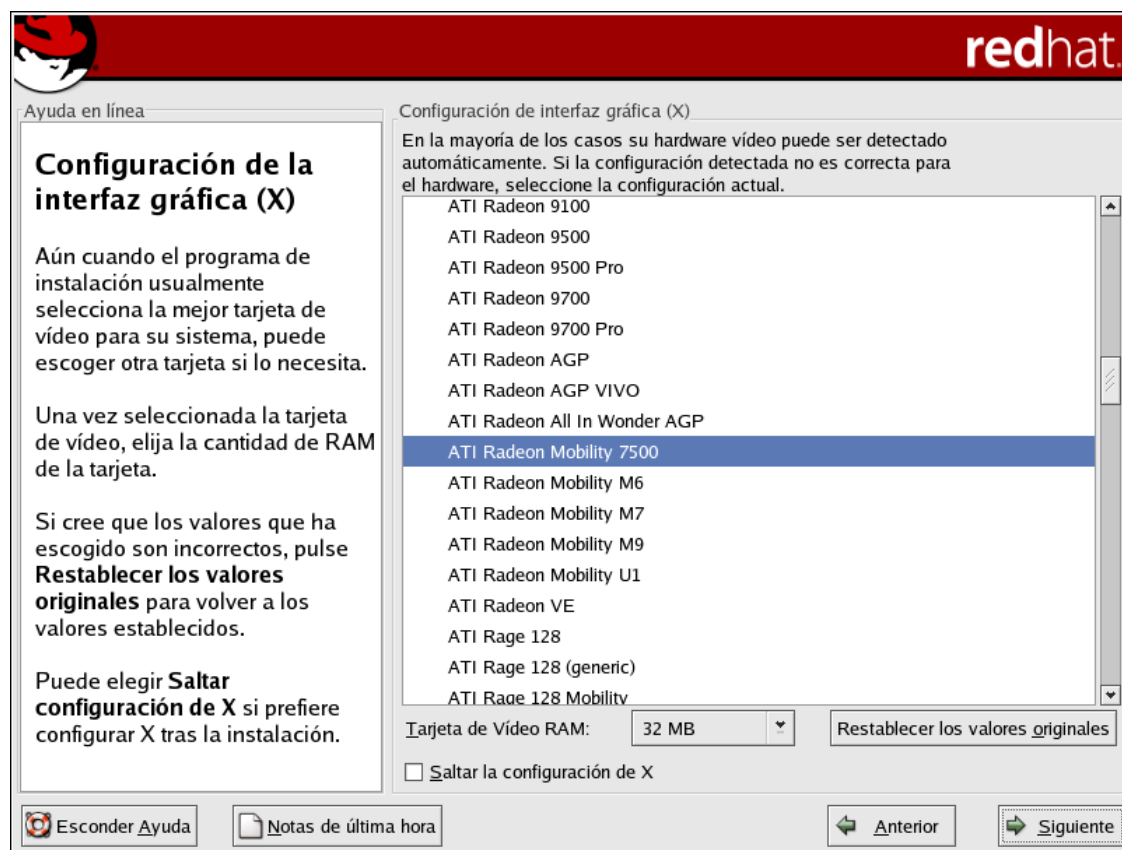 redhat.
Ayuda en línea
Configuración de la
interfaz gráfica (X)
Aún cuando el programa de
instalación usualmente
selecciona la mejor tarjeta de
vídeo para su sistema, puede
escoger otra tarjeta si lo necesita.
Una vez seleccionada la tarjeta
de vídeo, elija la cantidad de RAM
de la tarjeta.
Si cree que los valores que ha
escogido son incorrectos, pulse
Restablecer los valores
originales para volver a los
valores establecidos.
Puede elegir Saltar
configuración de X si prefiere
configurar X tras la instalación.
Configuración de interfaz gráfica (X)
En la mayoría de los casos su hardware vídeo puede ser detectado
automáticamente. Si la configuración detectada no es correcta para
el hardware, seleccione la configuración actual.
ATI Radeon 9100
ATI Radeon 9500
ATI Radeon 9500 Pro
ATI Radeon 9700
ATI Radeon 9700 Pro
ATI Radeon AGP
ATI Radeon AGP VIVO
ATI Radeon All In Wonder AGP
ATI Radeon Mobility 7500
ATI Radeon Mobility M6
ATI Radeon Mobility M7
ATI Radeon Mobility M9
ATI Radeon Mobility U1
ATI Radeon VE
ATI Rage 128
ATI Rage 128 (generic)
ATI Rage 128 Mobility
Tarjeta de Vídeo RAM: 32 MB Restablecer los valores originales
Saltar la configuración de X
Esconder Ayuda Notas de última hora Anterior Siguiente